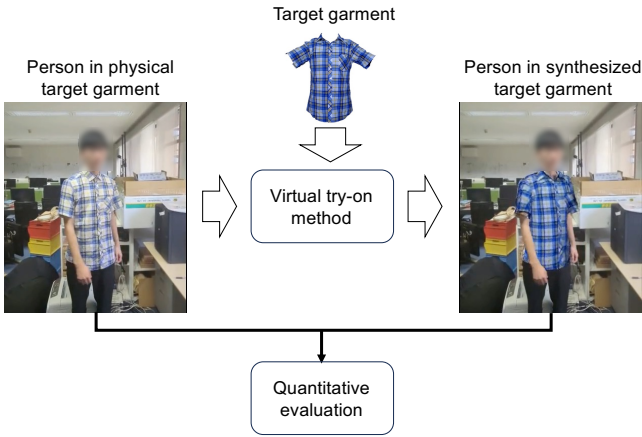 Target garment
Person in physical
target garment
Person in synthesized
target garment
Virtual try-on
method
Quantitative
evaluation